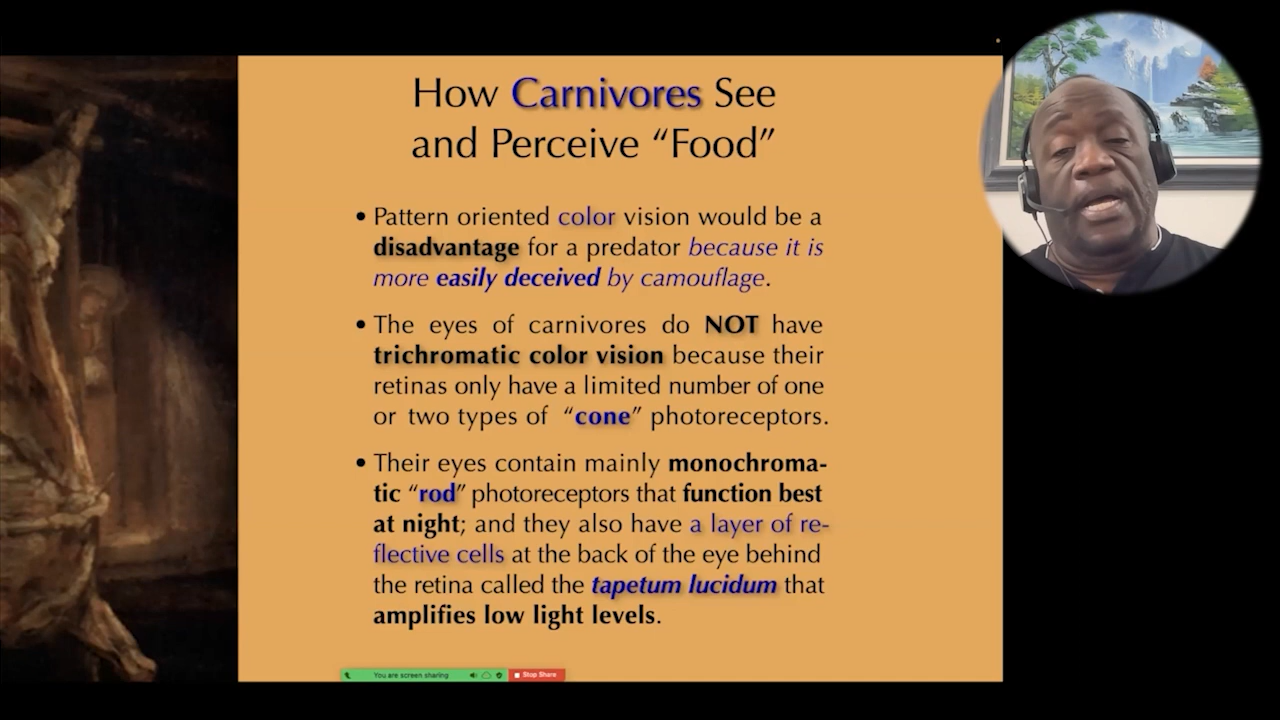 How Carnivores See
and Perceive “Food”
• Pattern oriented color vision would be a
disadvantage for a predator because it is
more easily deceived by camouflage.
• The eyes of carnivores do NOT have
trichromatic color vision because their
retinas only have a limited number of one
or two types of “cone” photoreceptors.
• Their eyes contain mainly monochroma-
tic “rod” photoreceptors that function best
at night; and they also have a layer of re-
flective cells at the back of the eye behind
the retina called the tapetum lucidum that
amplifies low light levels.
You are screen sharing
Stop Share